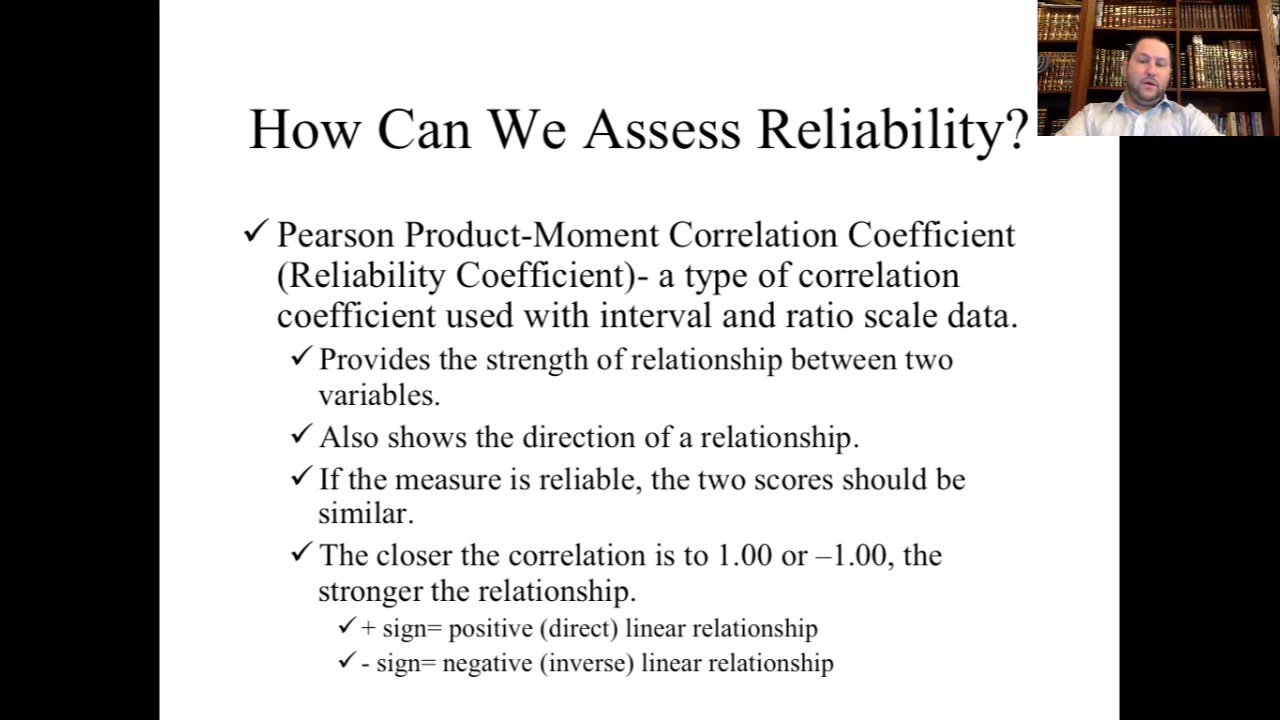 How Can We Assess Reliability?
✓ Pearson Product-Moment Correlation Coefficient
(Reliability Coefficient)- a type of correlation
coefficient used with interval and ratio scale data.
✓ Provides the strength of relationship between two
variables.
✓ Also shows the direction of a relationship.
✓ If the measure is reliable, the two scores should be
similar.
✓ The closer the correlation is to 1.00 or –1.00, the
stronger the relationship.
✓ + sign= positive (direct) linear relationship
✓ - sign= negative (inverse) linear relationship